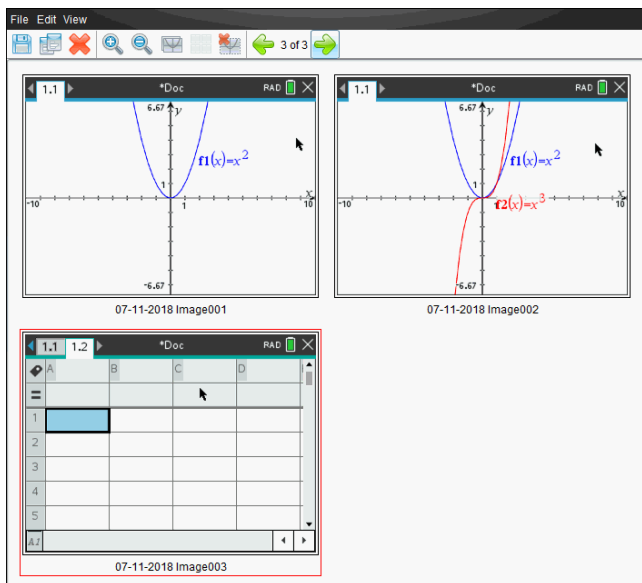 File Edit View
3 of 3
1.1 *Doc RAD
6.67 y
f1(x)=x²
1
x
-10 1 10
-6.67
07-11-2018 Image001
1.1 *Doc RAD
6.67 y
f1(x)=x²
1
x
-10 1 f2(x)=x³ 10
-6.67
07-11-2018 Image002
1.1 1.2 *Doc RAD
A B C D
=
1
2
3
4
5
A1
07-11-2018 Image003